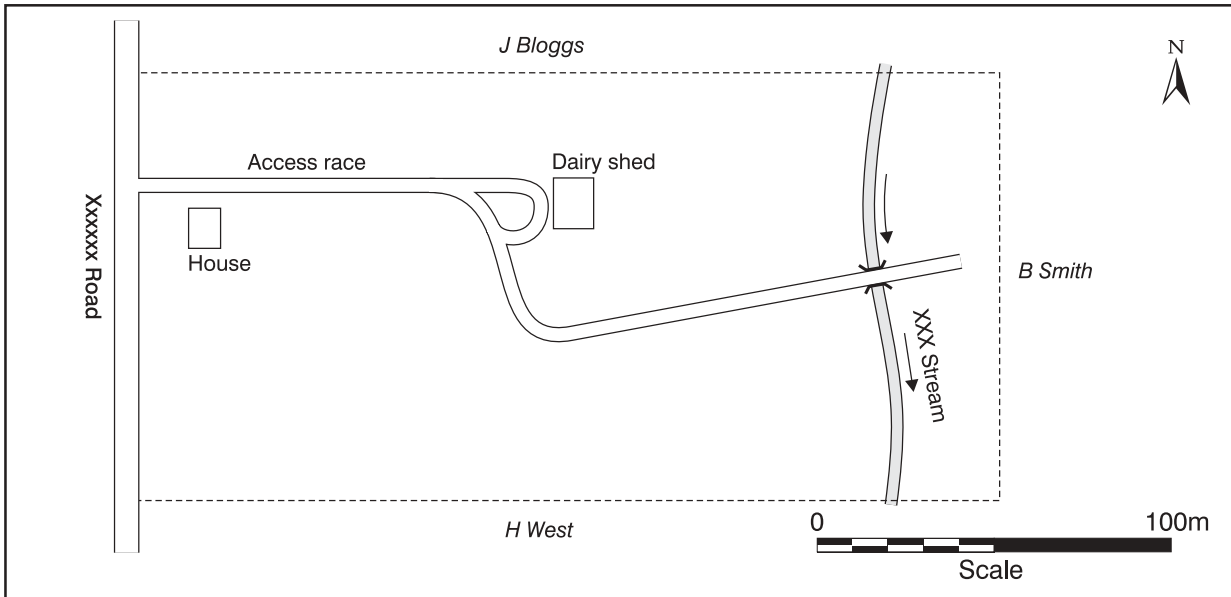 J Bloggs
N
Access race
Dairy shed
Xxxxxx Road
House
B Smith
XXX Stream
H West
0 100m
Scale